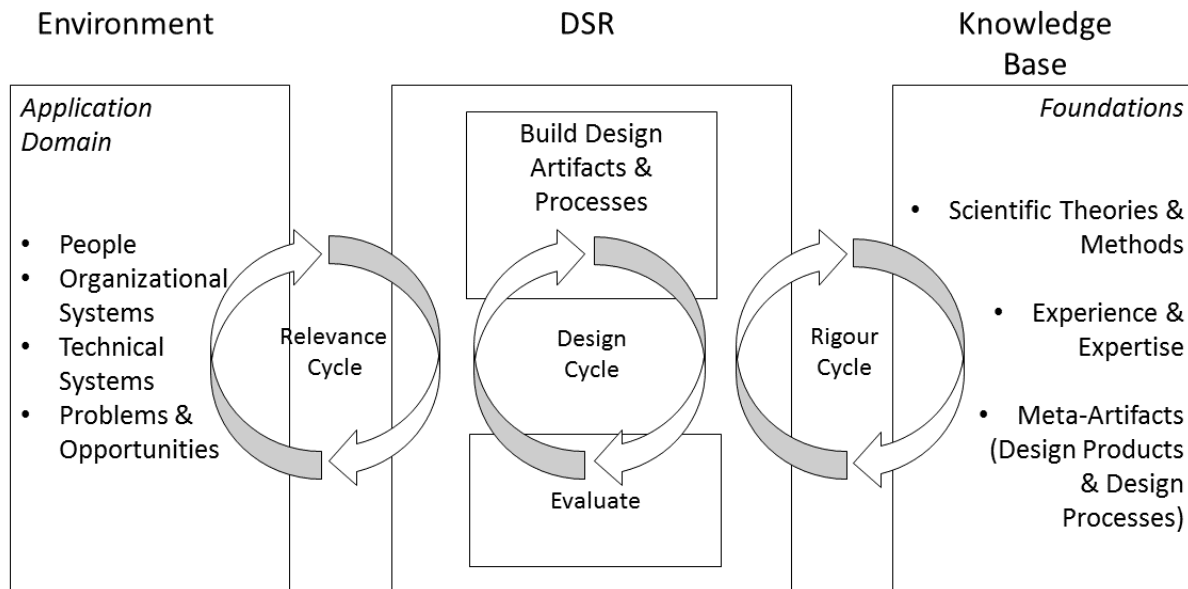 Environment
DSR
Knowledge
Base
Application
Domain
• People
• Organizational
Systems
• Technical
Systems
• Problems &
Opportunities
Relevance
Cycle
Build Design
Artifacts &
Processes
Design
Cycle
Evaluate
Rigour
Cycle
Foundations
• Scientific Theories &
Methods
• Experience &
Expertise
• Meta-Artifacts
(Design Products
& Design
Processes)